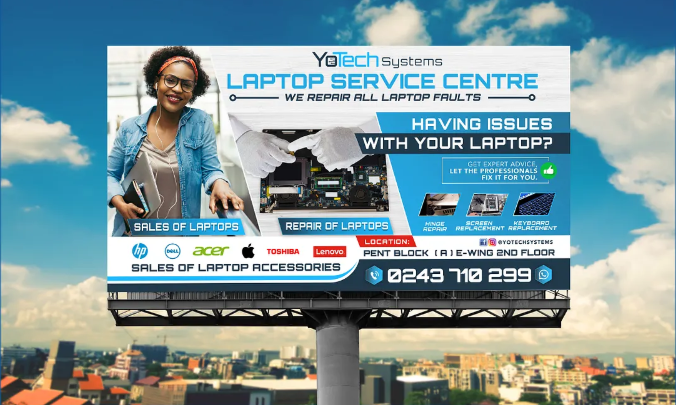 YoTech Systems
LAPTOP SERVICE CENTRE
WE REPAIR ALL LAPTOP FAULTS
HAVING ISSUES
WITH YOUR LAPTOP?
GET EXPERT ADVICE,
LET THE PROFESSIONALS
FIX IT FOR YOU.
HINGE
REPAIR
SCREEN
REPLACEMENT
KEYBOARD
REPLACEMENT
SALES OF LAPTOPS
REPAIR OF LAPTOPS
hp DELL acer TOSHIBA Lenovo
SALES OF LAPTOP ACCESSORIES
LOCATION:
@YOTECHSYSTEMS
PENT BLOCK (A) E-WING 2ND FLOOR
0243 710 299